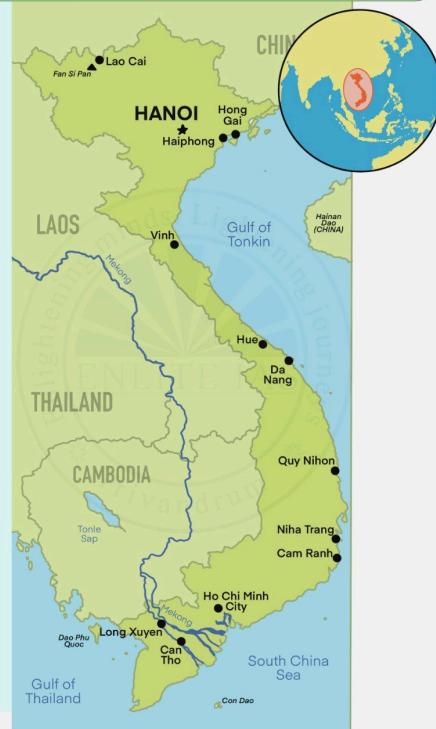 CHIN
Lao Cai
Fan Si Pan
HANOI
Hong
Gai
Haiphong
LAOS
Gulf of
Tonkin
Hainan
Dao
(CHINA)
Vinh
Mekong
Hue
Da
Nang
THAILAND
CAMBODIA
Quy Nihon
Tonle
Sap
Niha Trang
Cam Ranh
Ho Chi Minh
City
Mekong
Long Xuyen
Dao Phu
Quoc
Can
Tho
South China
Sea
Gulf of
Thailand
Con Dao